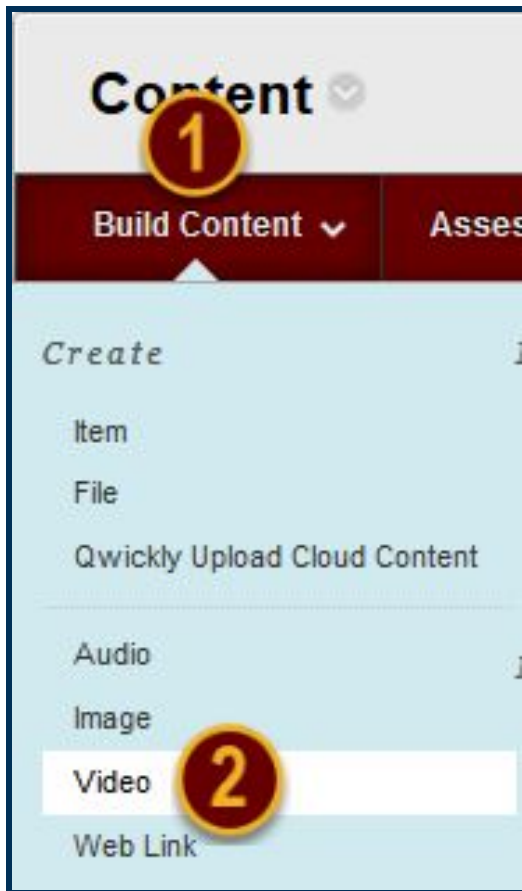 Content
1
Build Content Asses
Create
Item
File
Qwickly Upload Cloud Content
Audio
Image
Video 2
Web Link